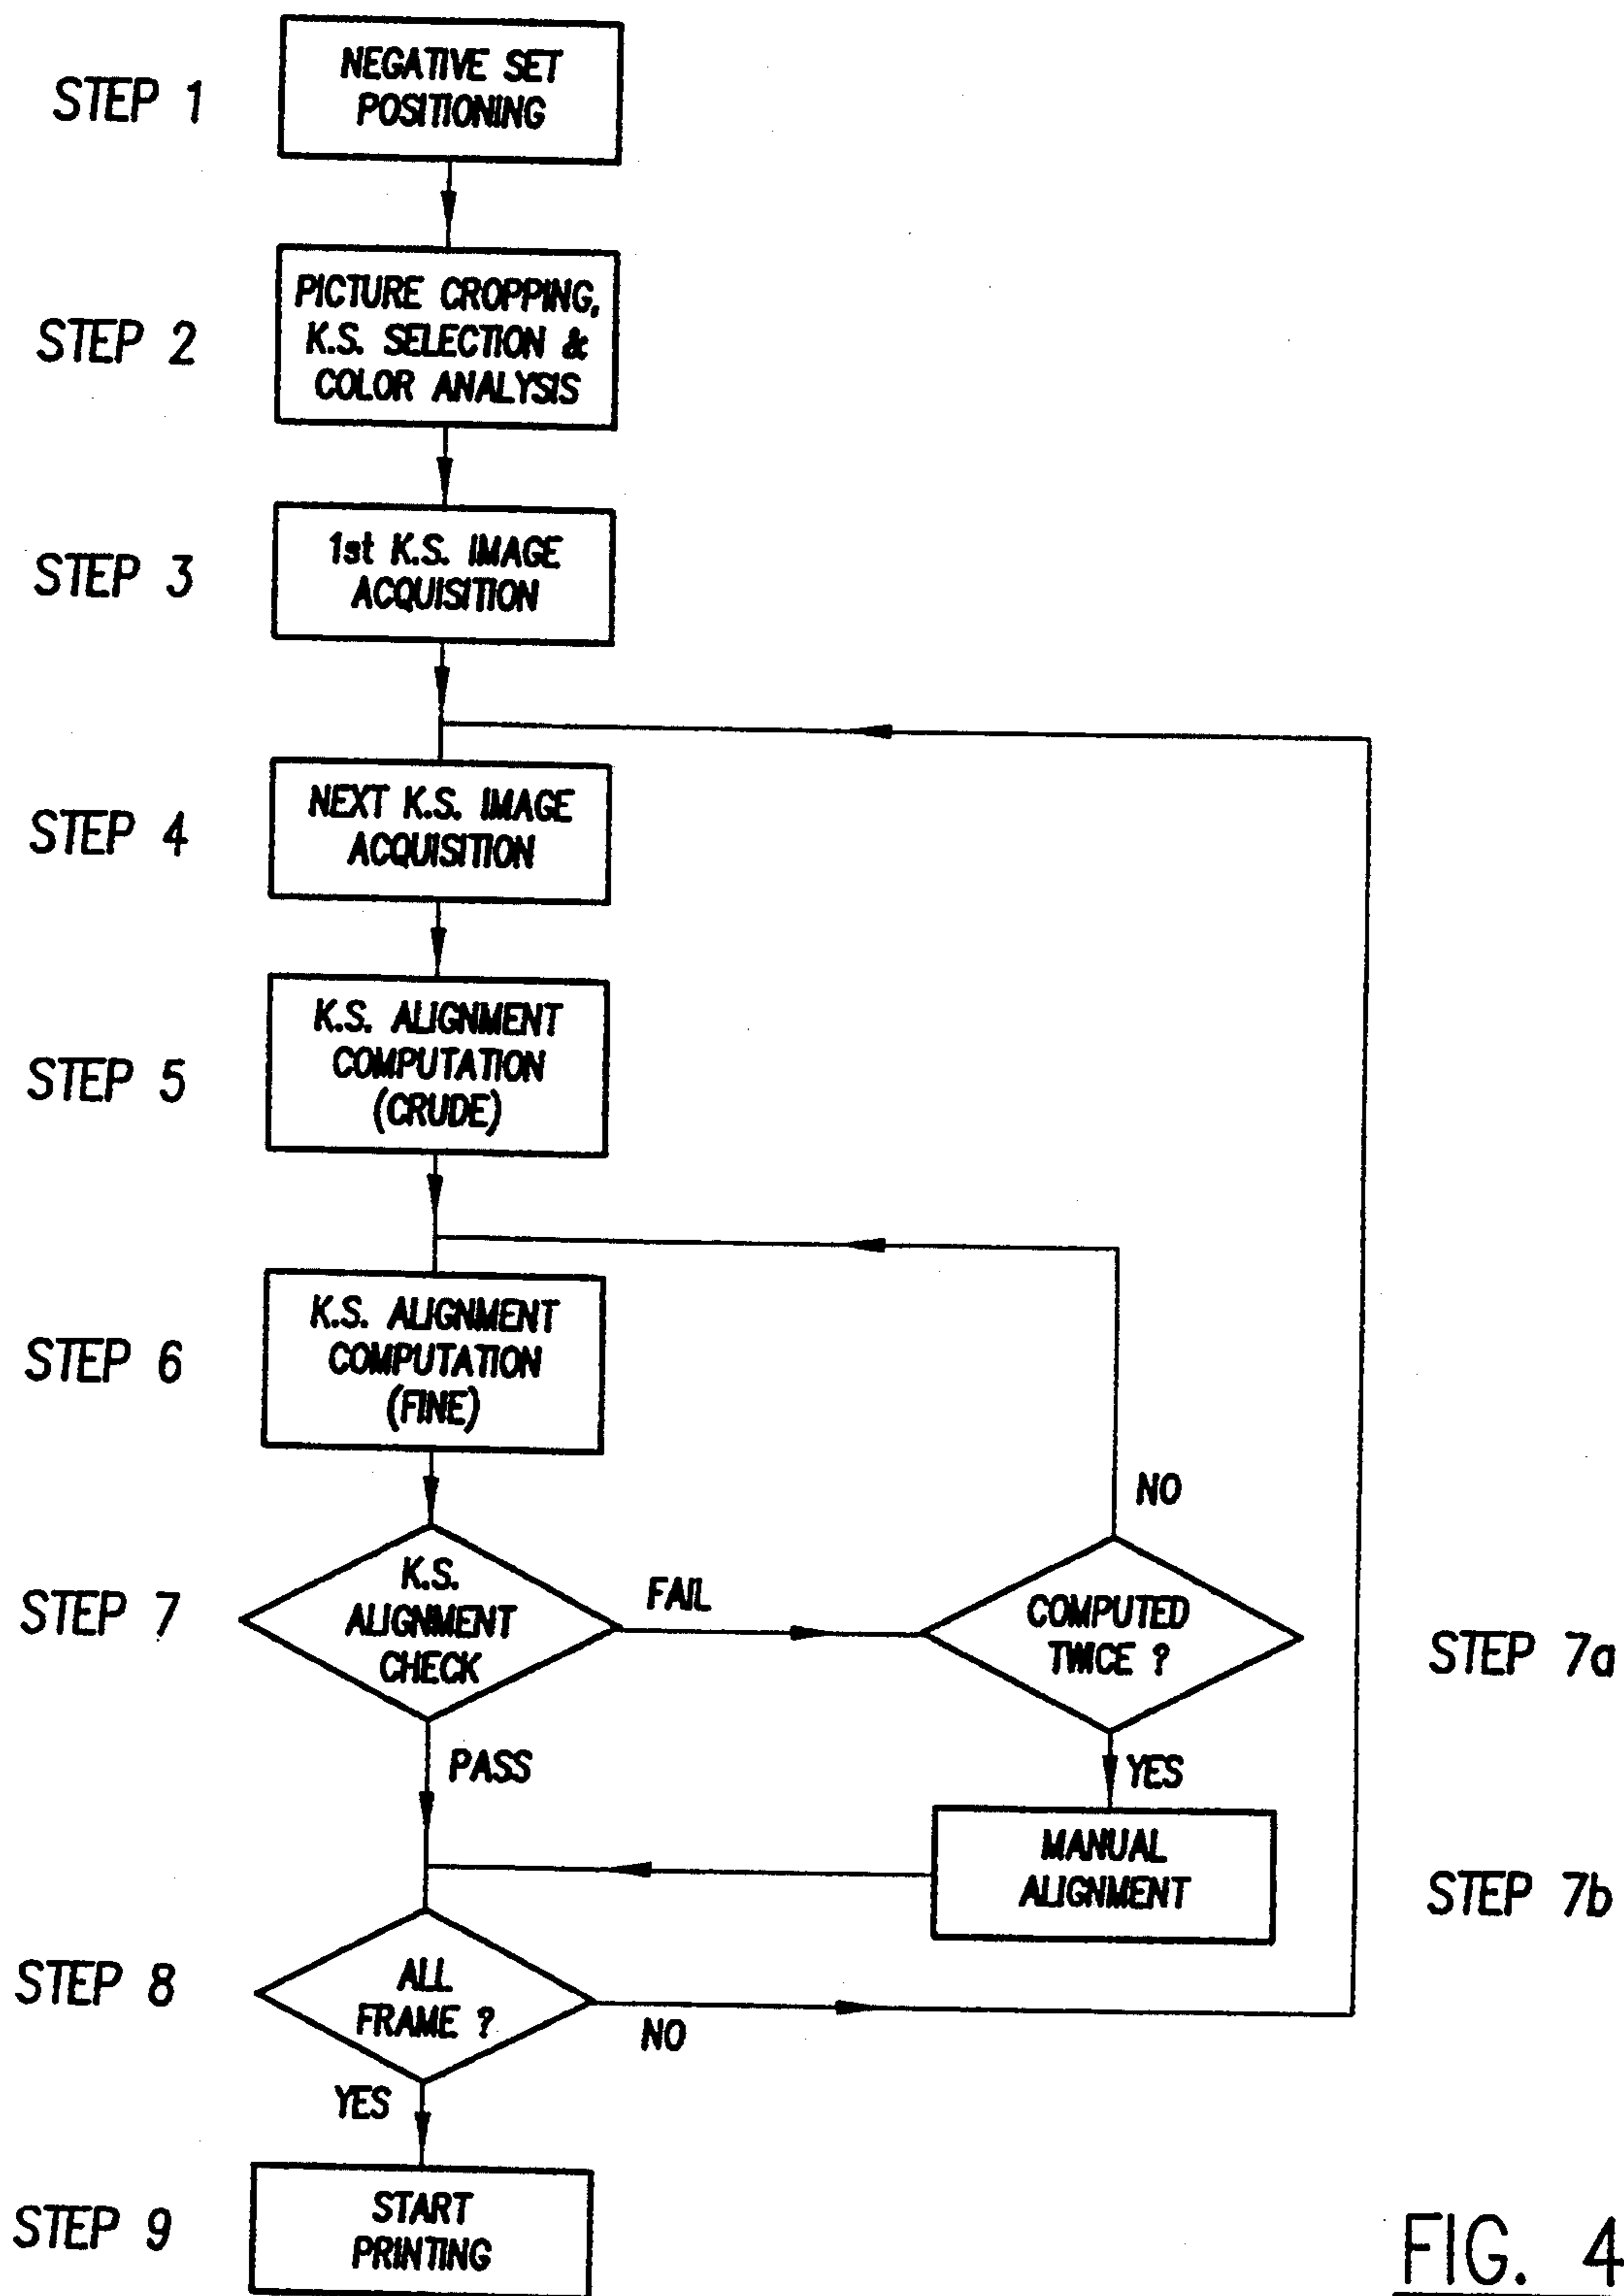 STEP 1
NEGATIVE SET
POSITIONING
STEP 2
PICTURE CROPPING,
K.S. SELECTION &
COLOR ANALYSIS
STEP 3
1st K.S. IMAGE
ACQUISITION
STEP 4
NEXT K.S. IMAGE
ACQUISITION
STEP 5
K.S. ALIGNMENT
COMPUTATION
(CRUDE)
STEP 6
K.S. ALIGNMENT
COMPUTATION
(FINE)
STEP 7
K.S.
ALIGNMENT
CHECK
FAIL
NO
COMPUTED
TWICE ?
STEP 7a
PASS
YES
MANUAL
ALIGNMENT
STEP 7b
STEP 8
ALL
FRAME ?
NO
YES
STEP 9
START
PRINTING
FIG. 4